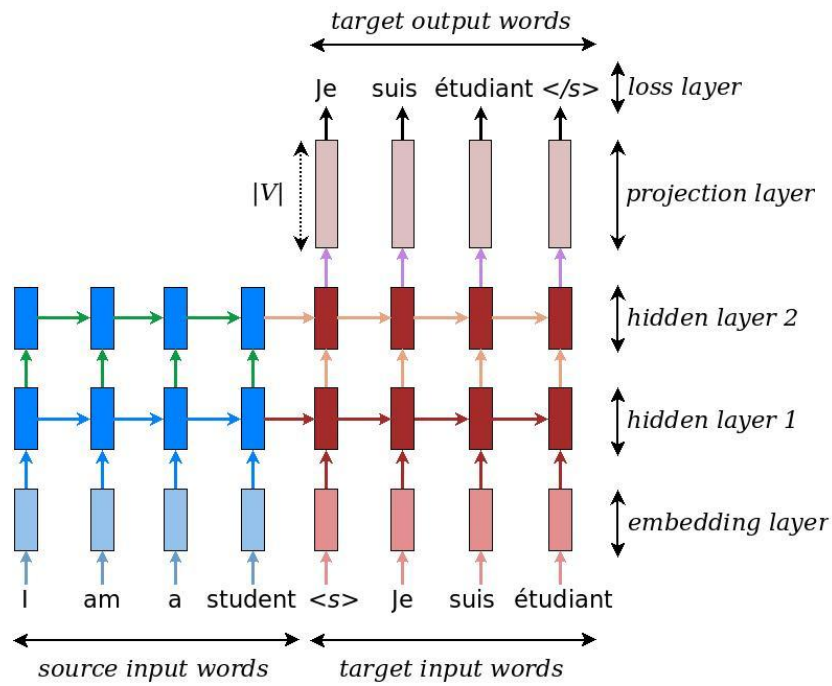 target output words
Je suis étudiant </s>
loss layer
|V|
projection layer
hidden layer 2
hidden layer 1
embedding layer
I am a student <s> Je suis étudiant
source input words target input words